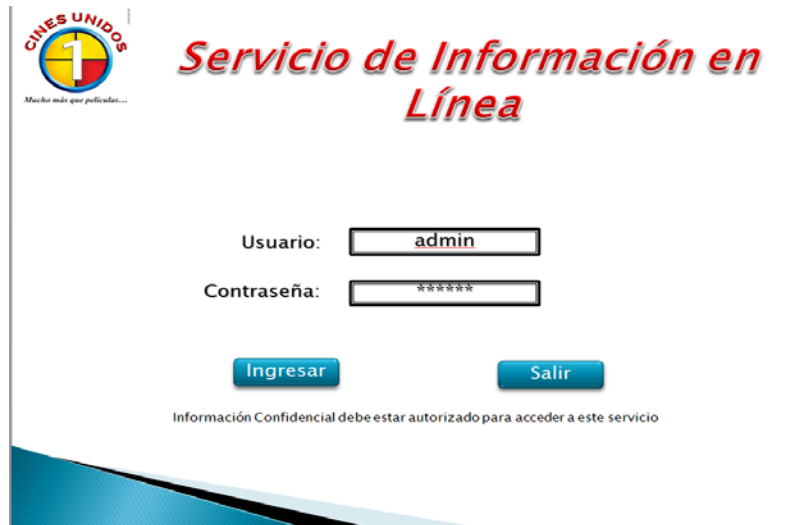 CINES UNIDOS
1
Mucho más que películas...
Servicio de Información en
Línea
Usuario: admin
Contraseña: ******
Ingresar Salir
Información Confidencial debe estar autorizado para acceder a este servicio